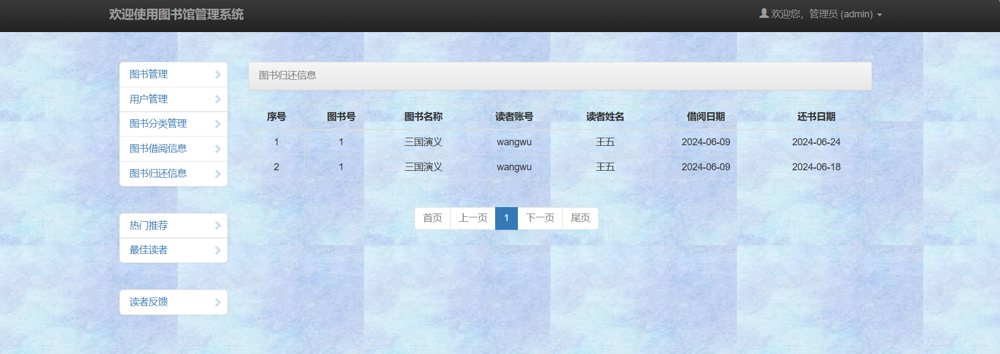 欢迎使用图书馆管理系统
欢迎您，管理员 (admin)
图书管理
用户管理
图书分类管理
图书借阅信息
图书归还信息
热门推荐
最佳读者
读者反馈
图书归还信息
序号 图书号 图书名称 读者账号 读者姓名 借阅日期 还书日期
1 1 三国演义 wangwu 王五 2024-06-09 2024-06-24
2 1 三国演义 wangwu 王五 2024-06-09 2024-06-18
首页 上一页 1 下一页 尾页